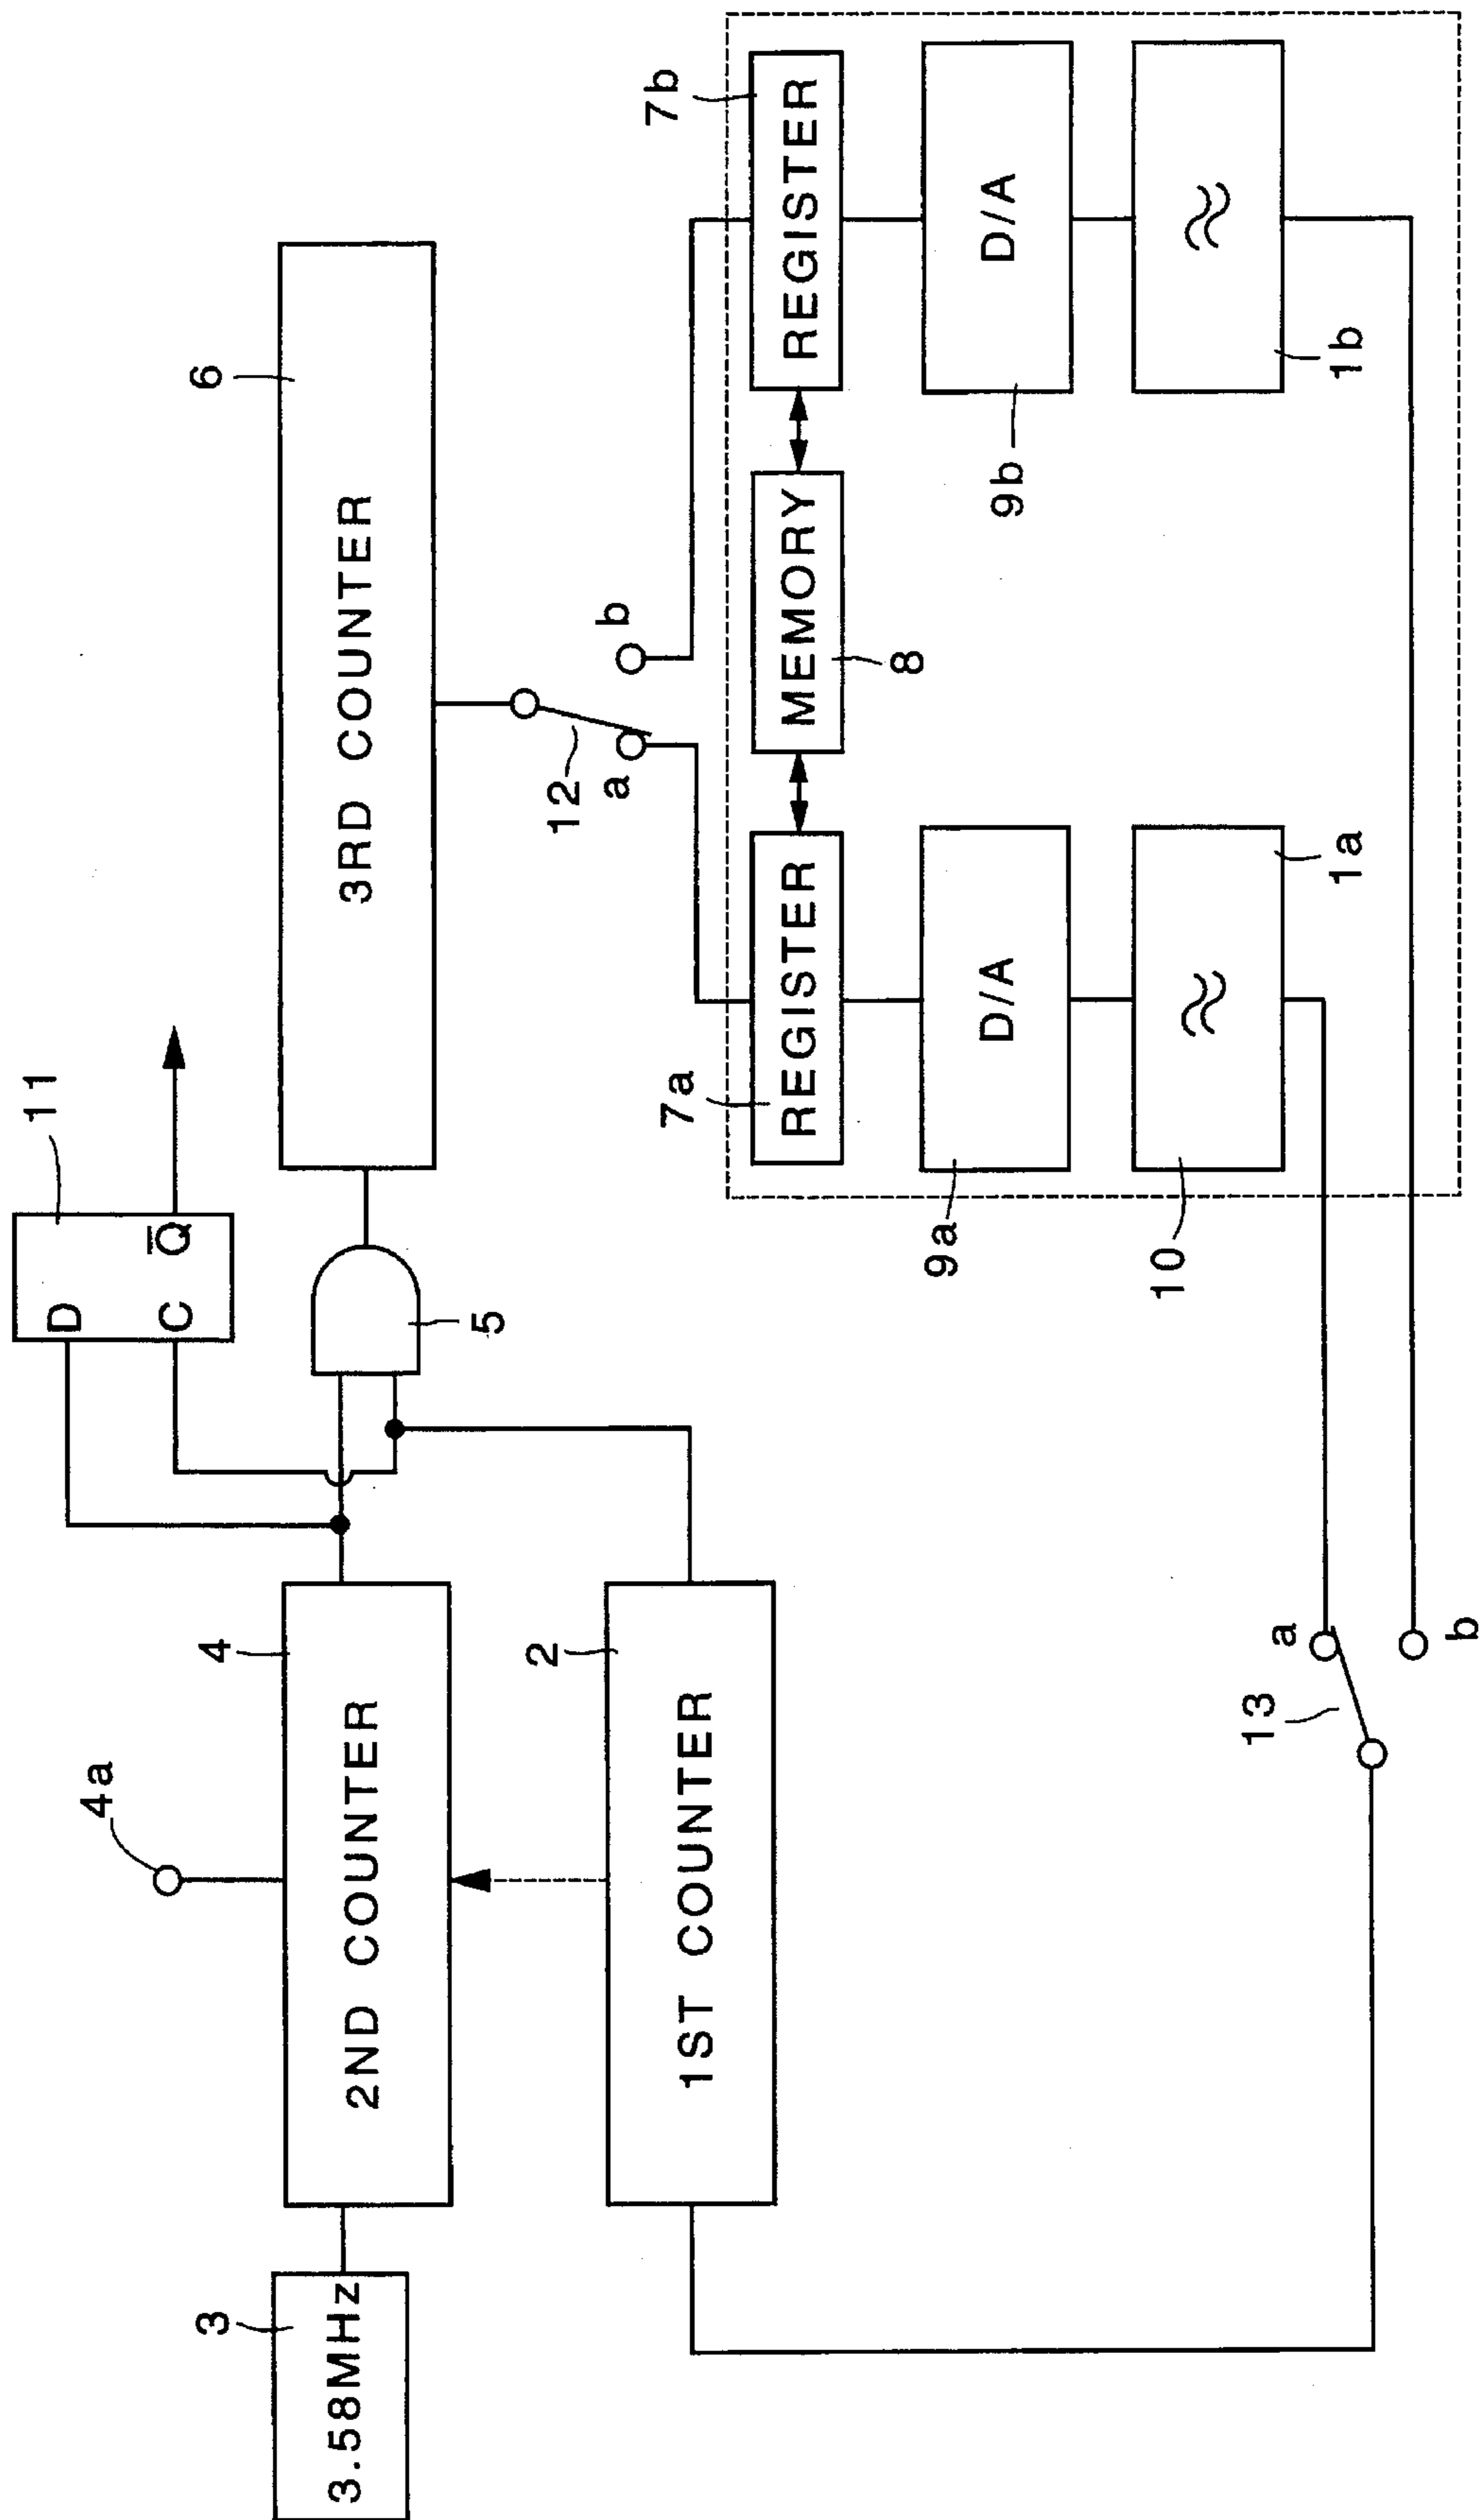 11
D
C
Q̅
6
3RD COUNTER
5
4a
4
2ND COUNTER
3
3.58MHz
2
1ST COUNTER
12
a
b
7a
REGISTER
8
MEMORY
7b
REGISTER
9a
D/A
9b
D/A
10
1a
1b
13
a
b